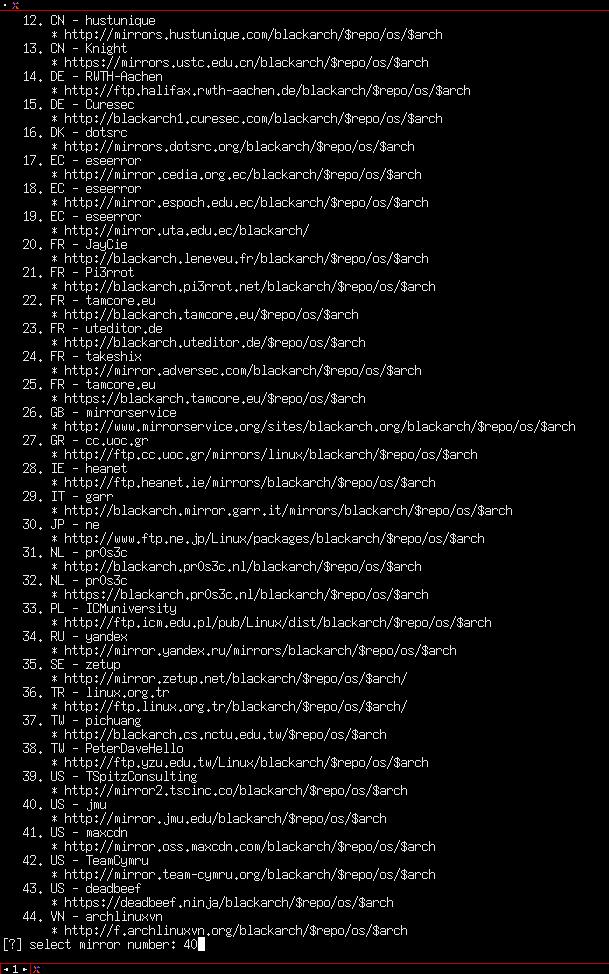 12. CN - hustunique
* http://mirrors.hustunique.com/blackarch/$repo/os/$arch
13. CN - Knight
* https://mirrors.ustc.edu.cn/blackarch/$repo/os/$arch
14. DE - RWTH-Aachen
* http://ftp.halifax.rwth-aachen.de/blackarch/$repo/os/$arch
15. DE - Curesec
* http://blackarch1.curesec.com/blackarch/$repo/os/$arch
16. DK - dotsrc
* http://mirrors.dotsrc.org/blackarch/$repo/os/$arch
17. EC - eseerror
* http://mirror.cedia.org.ec/blackarch/$repo/os/$arch
18. EC - eseerror
* http://mirror.espoch.edu.ec/blackarch/$repo/os/$arch
19. EC - eseerror
* http://mirror.uta.edu.ec/blackarch/
20. FR - JayCie
* http://blackarch.leneveu.fr/blackarch/$repo/os/$arch
21. FR - Pi3rrot
* http://blackarch.pi3rrot.net/blackarch/$repo/os/$arch
22. FR - tamcore.eu
* http://blackarch.tamcore.eu/$repo/os/$arch
23. FR - uteditor.de
* http://blackarch.uteditor.de/$repo/os/$arch
24. FR - takeshix
* http://mirror.adversec.com/blackarch/$repo/os/$arch
25. FR - tamcore.eu
* https://blackarch.tamcore.eu/$repo/os/$arch
26. GB - mirrorservice
* http://www.mirrorservice.org/sites/blackarch.org/blackarch/$repo/os/$arch
27. GR - cc.uoc.gr
* http://ftp.cc.uoc.gr/mirrors/linux/blackarch/$repo/os/$arch
28. IE - heanet
* http://ftp.heanet.ie/mirrors/blackarch/$repo/os/$arch
29. IT - garr
* http://blackarch.mirror.garr.it/mirrors/blackarch/$repo/os/$arch
30. JP - ne
* http://www.ftp.ne.jp/Linux/packages/blackarch/$repo/os/$arch
31. NL - pr0s3c
* http://blackarch.pr0s3c.nl/blackarch/$repo/os/$arch
32. NL - pr0s3c
* https://blackarch.pr0s3c.nl/blackarch/$repo/os/$arch
33. PL - ICMuniversity
* http://ftp.icm.edu.pl/pub/Linux/dist/blackarch/$repo/os/$arch
34. RU - yandex
* http://mirror.yandex.ru/mirrors/blackarch/$repo/os/$arch
35. SE - zetup
* http://mirror.zetup.net/blackarch/$repo/os/$arch/
36. TR - linux.org.tr
* http://ftp.linux.org.tr/blackarch/$repo/os/$arch/
37. TW - pichuang
* http://blackarch.cs.nctu.edu.tw/$repo/os/$arch
38. TW - PeterDaveHello
* http://ftp.yzu.edu.tw/Linux/blackarch/$repo/os/$arch
39. US - TSpitzConsulting
* http://mirror2.tscinc.co/blackarch/$repo/os/$arch
40. US - jmu
* http://mirror.jmu.edu/blackarch/$repo/os/$arch
41. US - maxcdn
* http://mirror.oss.maxcdn.com/blackarch/$repo/os/$arch
42. US - TeamCymru
* http://mirror.team-cymru.org/blackarch/$repo/os/$arch
43. US - deadbeef
* https://deadbeef.ninja/blackarch/$repo/os/$arch
44. VN - archlinuxvn
* http://f.archlinuxvn.org/blackarch/$repo/os/$arch
[?] select mirror number: 40
1